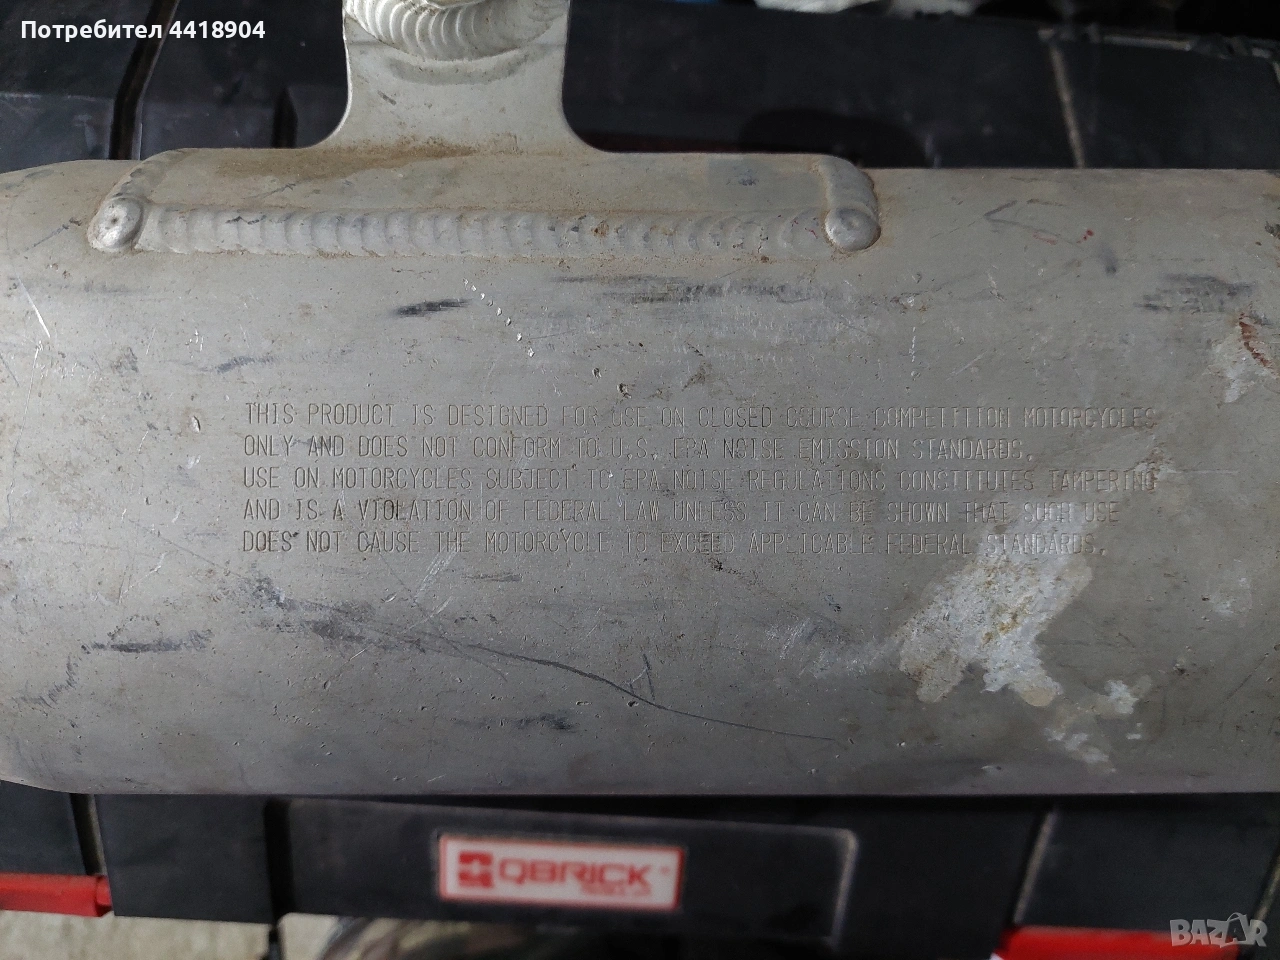 Потребител 4418904
THIS PRODUCT IS DESIGNED FOR USE ON CLOSED COURSE COMPETITION MOTORCYCLES
ONLY AND DOES NOT CONFORM TO U.S. EPA NOISE EMISSION STANDARDS.
USE ON MOTORCYCLES SUBJECT TO EPA NOISE REGULATIONS CONSTITUTES TAMPERING
AND IS A VIOLATION OF FEDERAL LAW UNLESS IT CAN BE SHOWN THAT SUCH USE
DOES NOT CAUSE THE MOTORCYCLE TO EXCEED APPLICABLE FEDERAL STANDARDS.
QBRICK
BAZAR